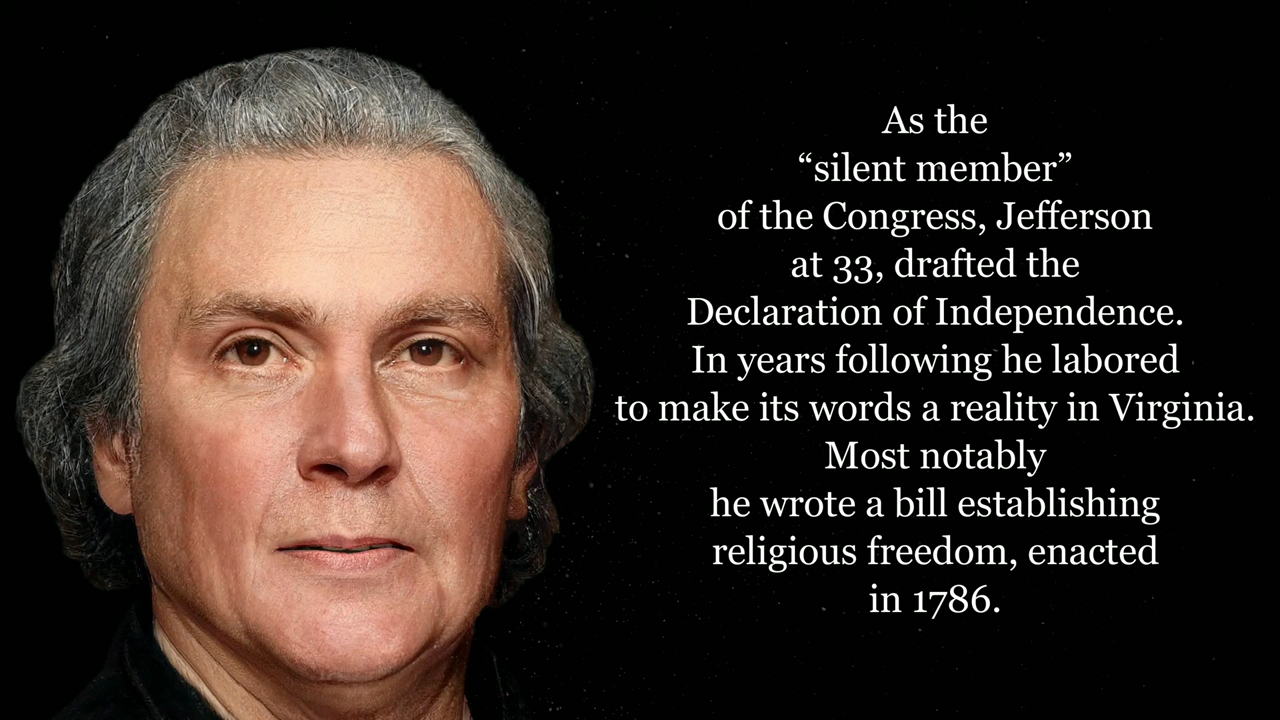 As the
“silent member”
of the Congress, Jefferson
at 33, drafted the
Declaration of Independence.
In years following he labored
to make its words a reality in Virginia.
Most notably
he wrote a bill establishing
religious freedom, enacted
in 1786.